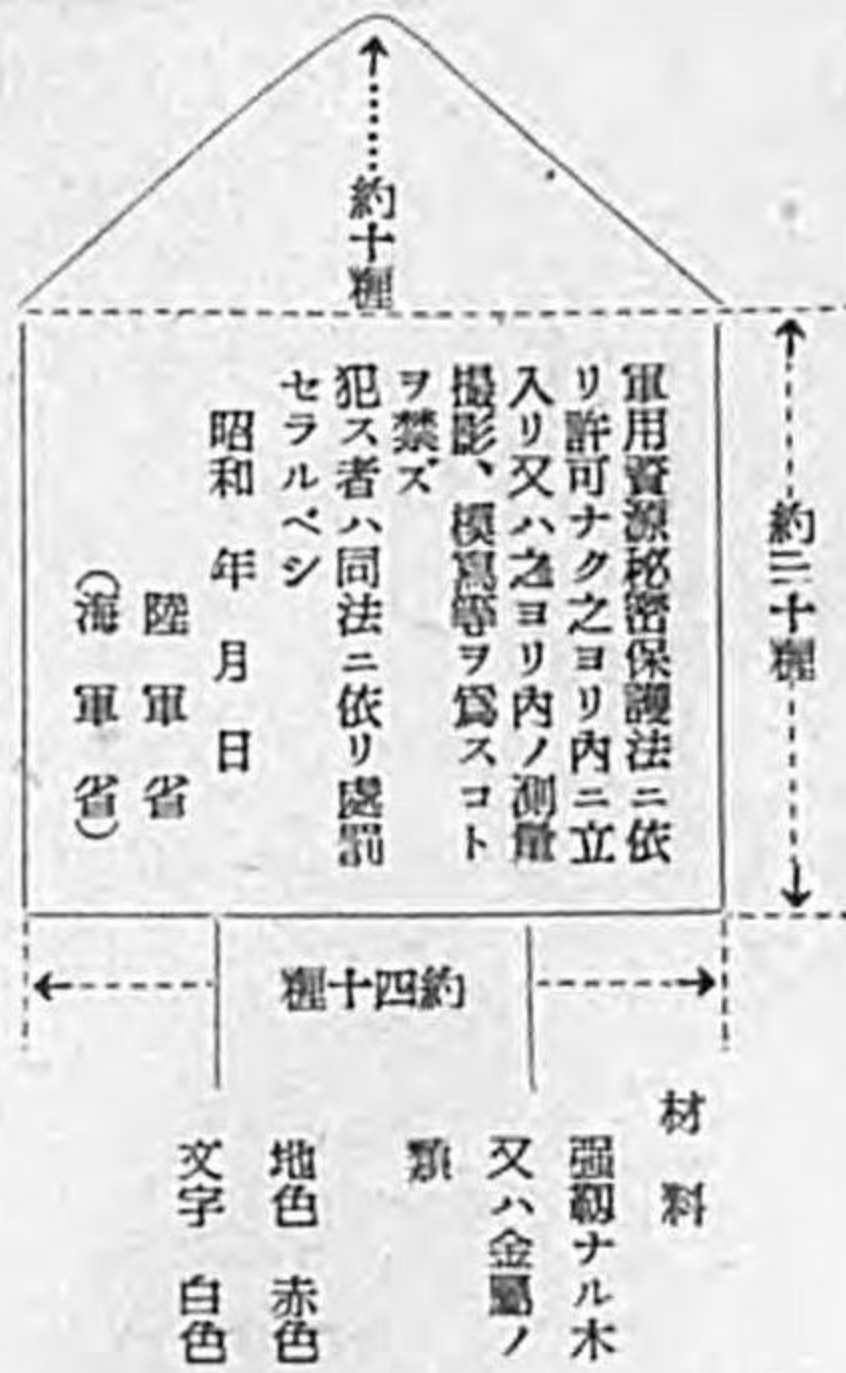 約十糎
約三十糎
軍用資源秘密保護法ニ依
リ許可ナク之ヨリ内ニ立
入リ又ハ之ヨリ内ノ測量
撮影、模寫等ヲ爲スコト
ヲ禁ズ
犯ス者ハ同法ニ依リ處罰
セラルベシ
昭和 年 月 日
陸軍省
（海軍省）
約四十糎
材料
强靱ナル木
又ハ金屬ノ
類
地色 赤色
文字 白色